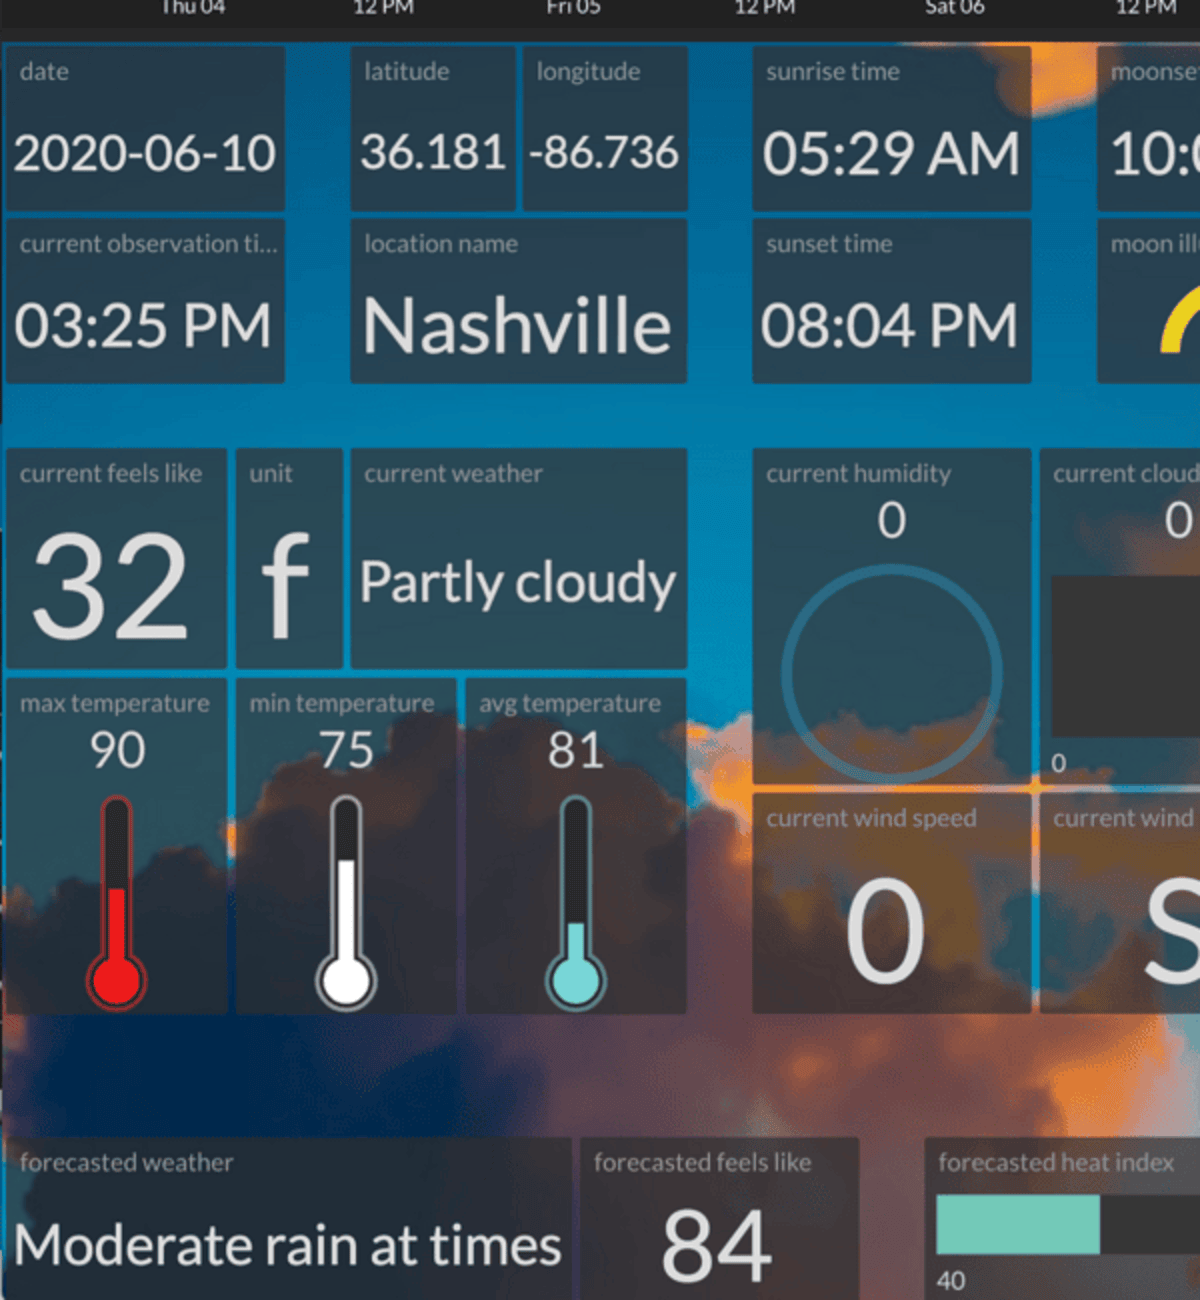 Thu 04 12 PM Fri 05 12 PM Sat 06 12 PM
date latitude longitude sunrise time moonse
2020-06-10 36.181 -86.736 05:29 AM 10:0
current observation ti... location name sunset time moon ill
03:25 PM Nashville 08:04 PM
current feels like unit current weather current humidity current cloud
0 0
32 f Partly cloudy
max temperature min temperature avg temperature
90 75 81
0
current wind speed current wind
0 S
forecasted weather forecasted feels like forecasted heat index
Moderate rain at times 84
40